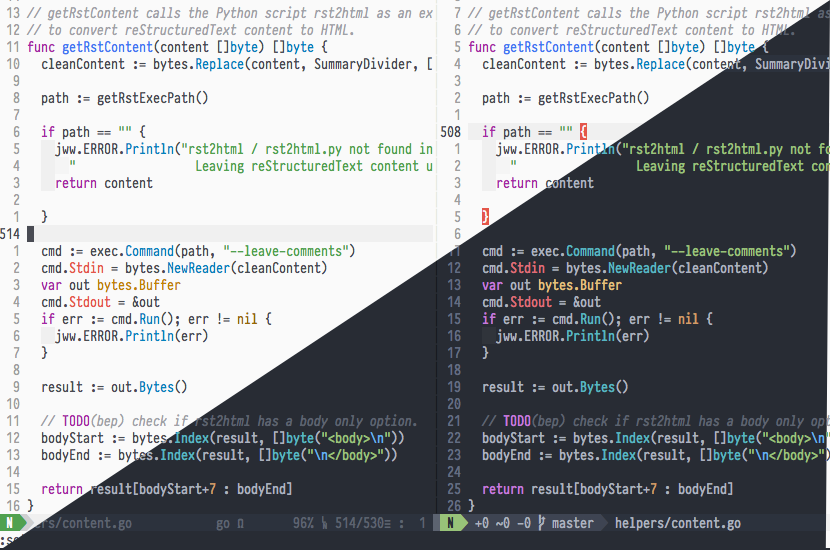 13 // getRstContent calls the Python script rst2html as an ex
12 // to convert reStructuredText content to HTML.
11 func getRstContent(content []byte) []byte {
10 cleanContent := bytes.Replace(content, SummaryDivider, [
9
8 path := getRstExecPath()
7
6 if path == "" {
5 jww.ERROR.Println("rst2html / rst2html.py not found in
4 " Leaving reStructuredText content u
3 return content
2
1 }
514
1 cmd := exec.Command(path, "--leave-comments")
2 cmd.Stdin = bytes.NewReader(cleanContent)
3 var out bytes.Buffer
4 cmd.Stdout = &out
5 if err := cmd.Run(); err != nil {
6 jww.ERROR.Println(err)
7 }
8
9 result := out.Bytes()
10
11 // TODO(bep) check if rst2html has a body only option.
12 bodyStart := bytes.Index(result, []byte("<body>\n"))
13 bodyEnd := bytes.Index(result, []byte("\n</body>"))
14
15 return result[bodyStart+7 : bodyEnd]
16 }
N ers/content.go go 96% 514/530≡ : 1
7 // getRstContent calls the Python script rst2html as
6 // to convert reStructuredText content to HTML.
5 func getRstContent(content []byte) []byte {
4 cleanContent := bytes.Replace(content, SummaryDivi
3
2 path := getRstExecPath()
1
508 if path == "" {
1 jww.ERROR.Println("rst2html / rst2html.py not fo
2 " Leaving reStructuredText con
3 return content
4
5 }
11 cmd := exec.Command(path, "--leave-comments")
12 cmd.Stdin = bytes.NewReader(cleanContent)
13 var out bytes.Buffer
14 cmd.Stdout = &out
15 if err := cmd.Run(); err != nil {
16 jww.ERROR.Println(err)
17 }
18
19 result := out.Bytes()
20
21 // TODO(bep) check if rst2html has a body only opt
22 bodyStart := bytes.Index(result, []byte("<body>\n"
23 bodyEnd := bytes.Index(result, []byte("\n</body>")
24
25 return result[bodyStart+7 : bodyEnd]
26 }
N +0 ~0 -0 master helpers/content.go